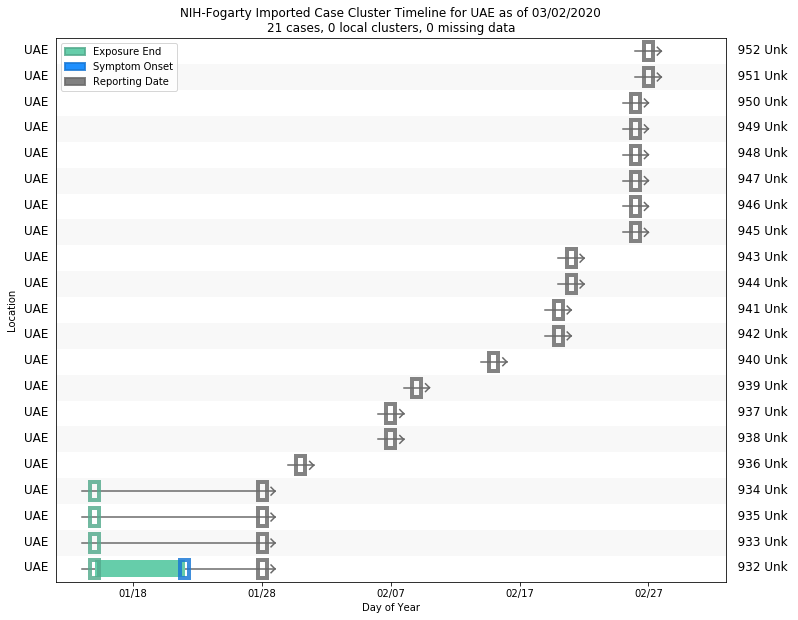 NIH-Fogarty Imported Case Cluster Timeline for UAE as of 03/02/2020
21 cases, 0 local clusters, 0 missing data
Exposure End
Symptom Onset
Reporting Date
Location
UAE 952 Unk
UAE 951 Unk
UAE 950 Unk
UAE 949 Unk
UAE 948 Unk
UAE 947 Unk
UAE 946 Unk
UAE 945 Unk
UAE 943 Unk
UAE 944 Unk
UAE 941 Unk
UAE 942 Unk
UAE 940 Unk
UAE 939 Unk
UAE 937 Unk
UAE 938 Unk
UAE 936 Unk
UAE 934 Unk
UAE 935 Unk
UAE 933 Unk
UAE 932 Unk
01/18 01/28 02/07 02/17 02/27
Day of Year